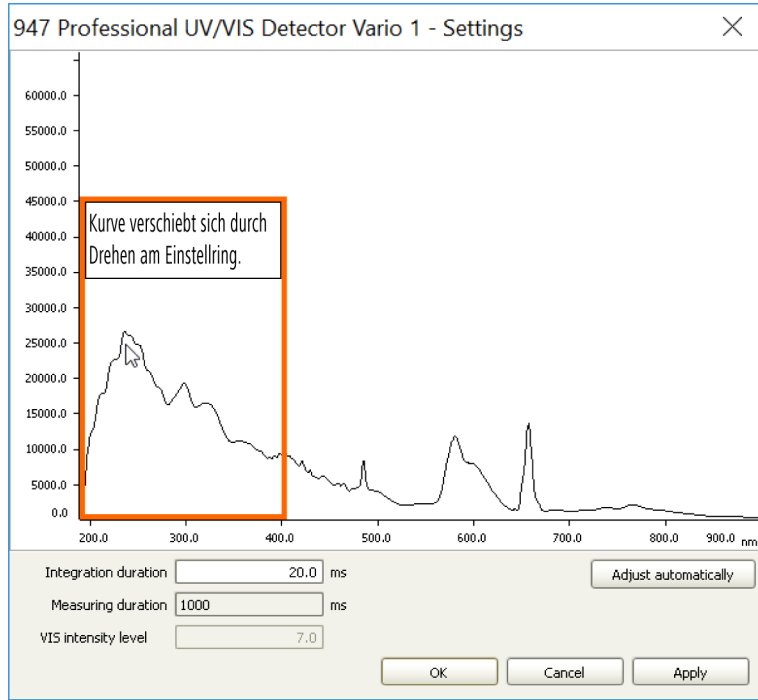 947 Professional UV/VIS Detector Vario 1 - Settings
60000.0
55000.0
50000.0
45000.0
Kurve verschiebt sich durch
40000.0
Drehen am Einstellring.
35000.0
30000.0
25000.0
20000.0
15000.0
10000.0
5000.0
0.0
200.0 300.0 400.0 500.0 600.0 700.0 800.0 900.0 nm
Integration duration 20.0 ms Adjust automatically
Measuring duration 1000 ms
VIS intensity level 7.0
OK Cancel Apply